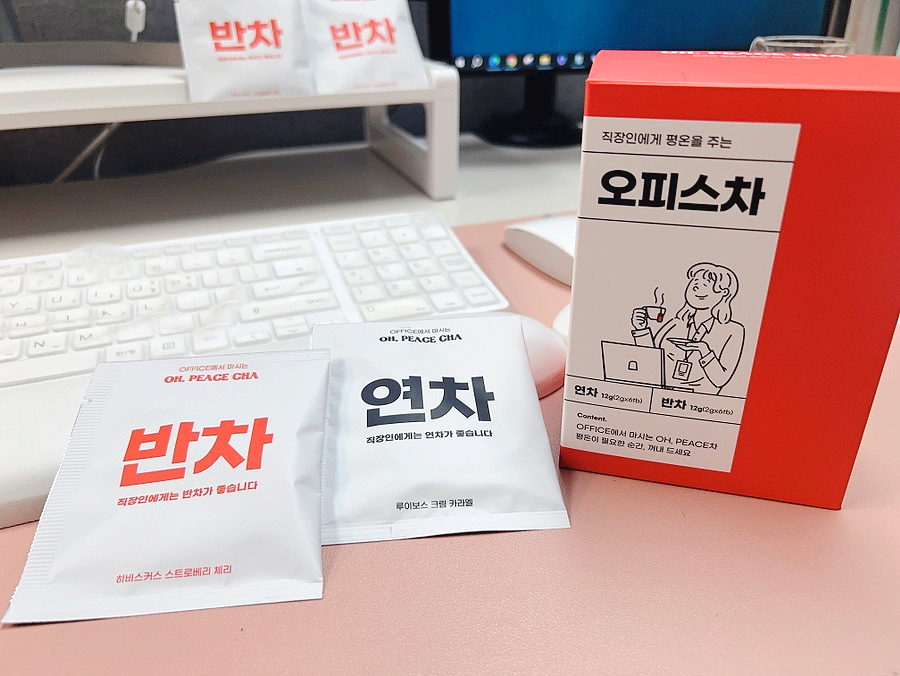 반차
반차
OH, PEACE CHA
직장인에게 평온을 주는
오피스차
연차 12g(2gx6tb)
반차 12g(2gx6tb)
Content.
OFFICE에서 마시는 OH, PEACE차
평온이 필요한 순간, 꺼내 드세요
OFFICE에서 마시는
OH, PEACE CHA
연차
직장인에게는 연차가 좋습니다
루이보스 크림 카라멜
OFFICE에서 마시는
OH, PEACE CHA
반차
직장인에게는 반차가 좋습니다
히비스커스 스트로베리 체리